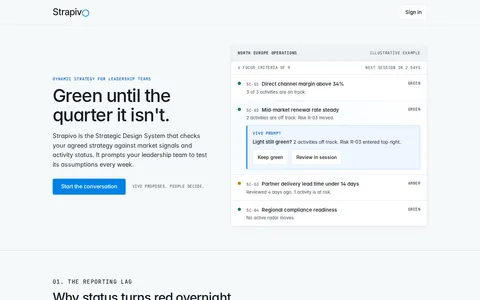 Strapivo
Sign in
DYNAMIC STRATEGY FOR LEADERSHIP TEAMS
Green until the
quarter it isn't.
Strapivo is the Strategic Design System that checks
your agreed strategy against market signals and
activity status. It prompts your leadership team to test
its assumptions every week.
Start the conversation
VIVO PROPOSES. PEOPLE DECIDE.
NORTH EUROPE OPERATIONS
ILLUSTRATIVE EXAMPLE
4 FOCUS CRITERIA OF 9
NEXT SESSION IN 2 DAYS
SC-01 Direct channel margin above 34%
GREEN
3 of 3 activities are on track.
SC-02 Mid-market renewal rate steady
GREEN
2 activities are off track. Risk R-03 moved.
VIVO PROMPT
Light still green? 2 activities off track. Risk R-03 entered top right.
Keep green
Review in session
SC-03 Partner delivery lead time under 14 days
AMBER
Reviewed 4 days ago. 1 activity is at risk.
SC-04 Regional compliance readiness
GREEN
No active radar moves.
01. THE REPORTING LAG
Why status turns red overnight